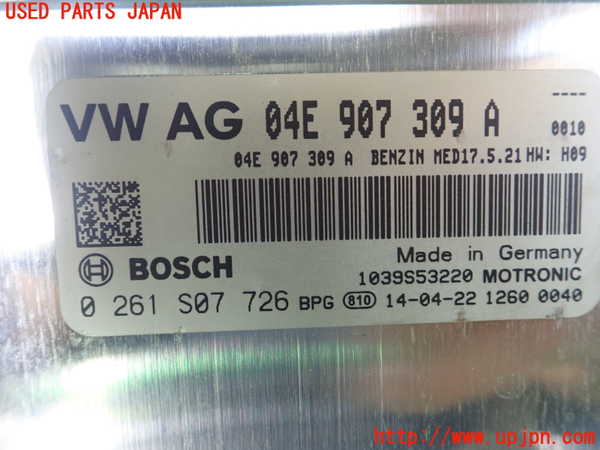 USED PARTS JAPAN
----
VW AG 04E 907 309 A 0010
04E 907 309 A BENZIN MED17.5.21 HW: H09
Made in Germany
BOSCH 1039S53220 MOTRONIC
0 261 S07 726 BPG 810 14-04-22 1260 0040
http://www.upjpn.com/